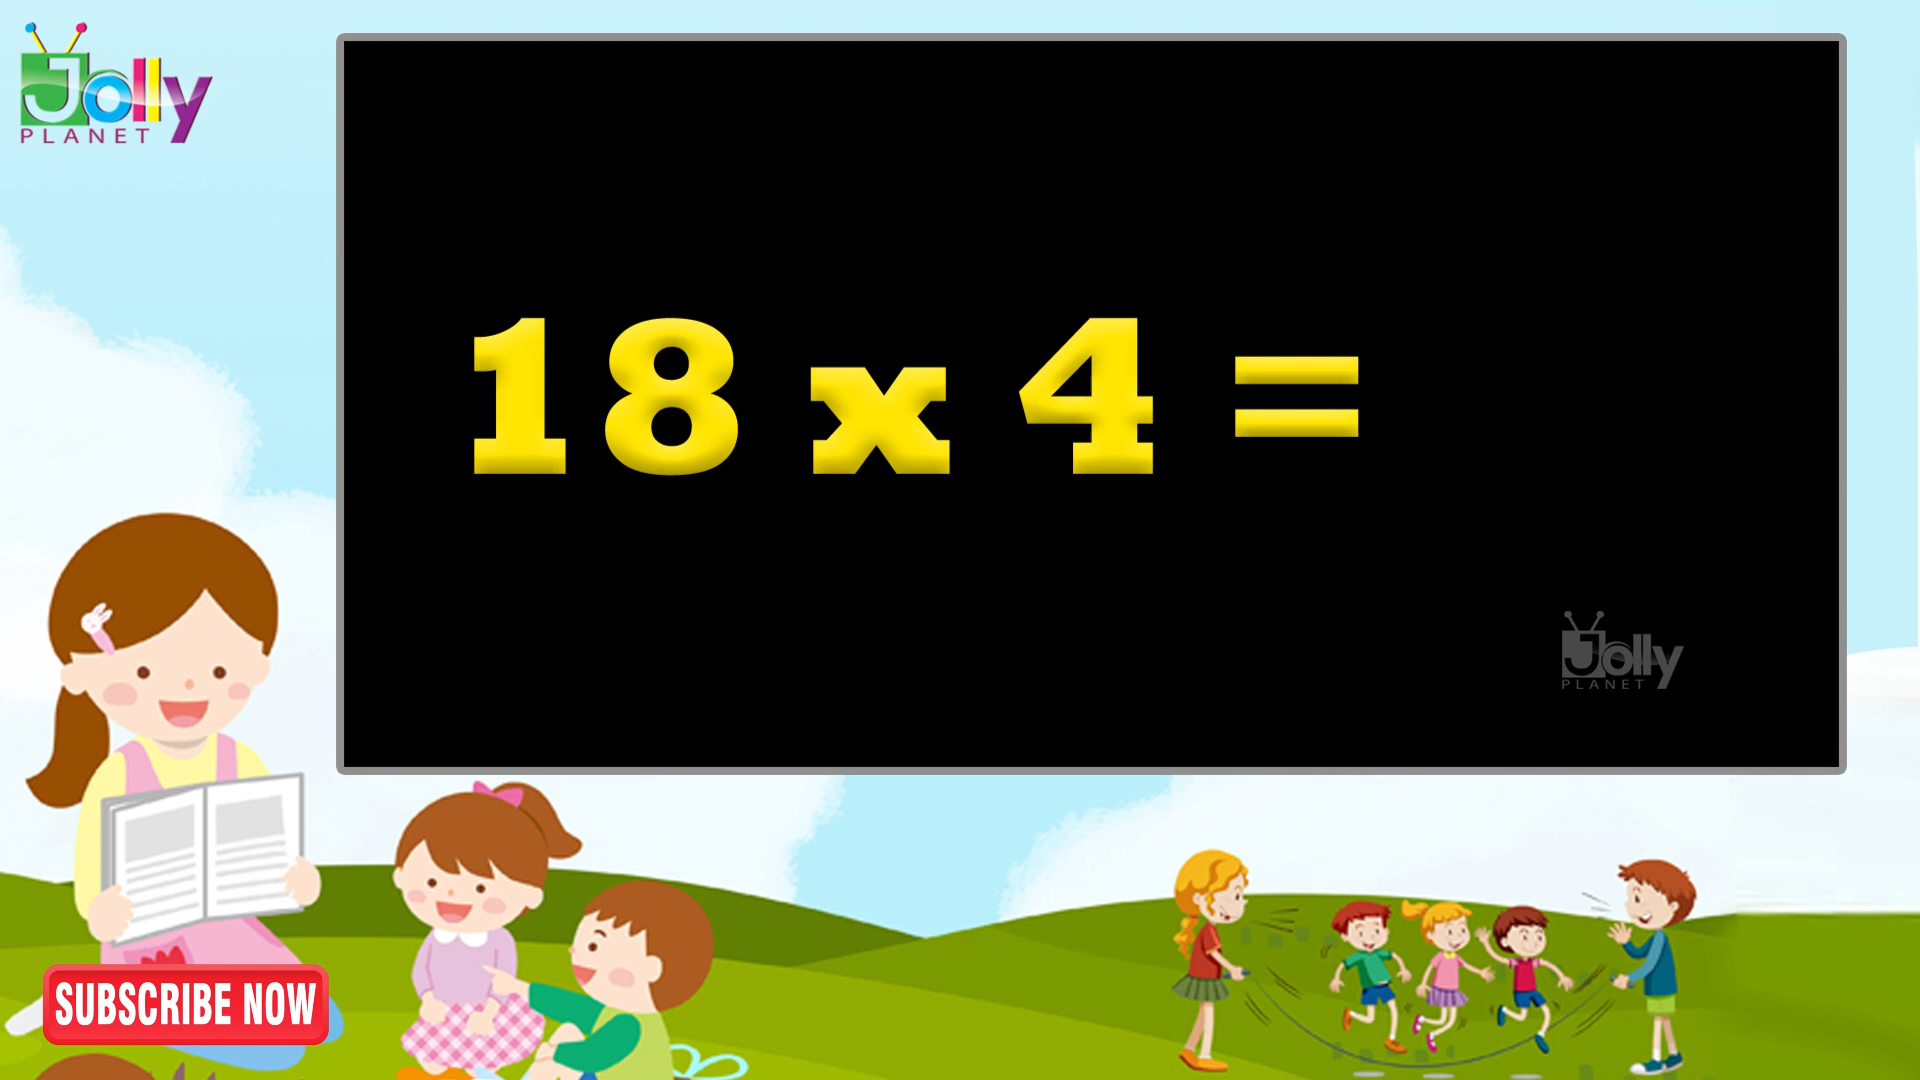 Jolly
PLANET
18 x 4 =
Jolly
PLANET
SUBSCRIBE NOW